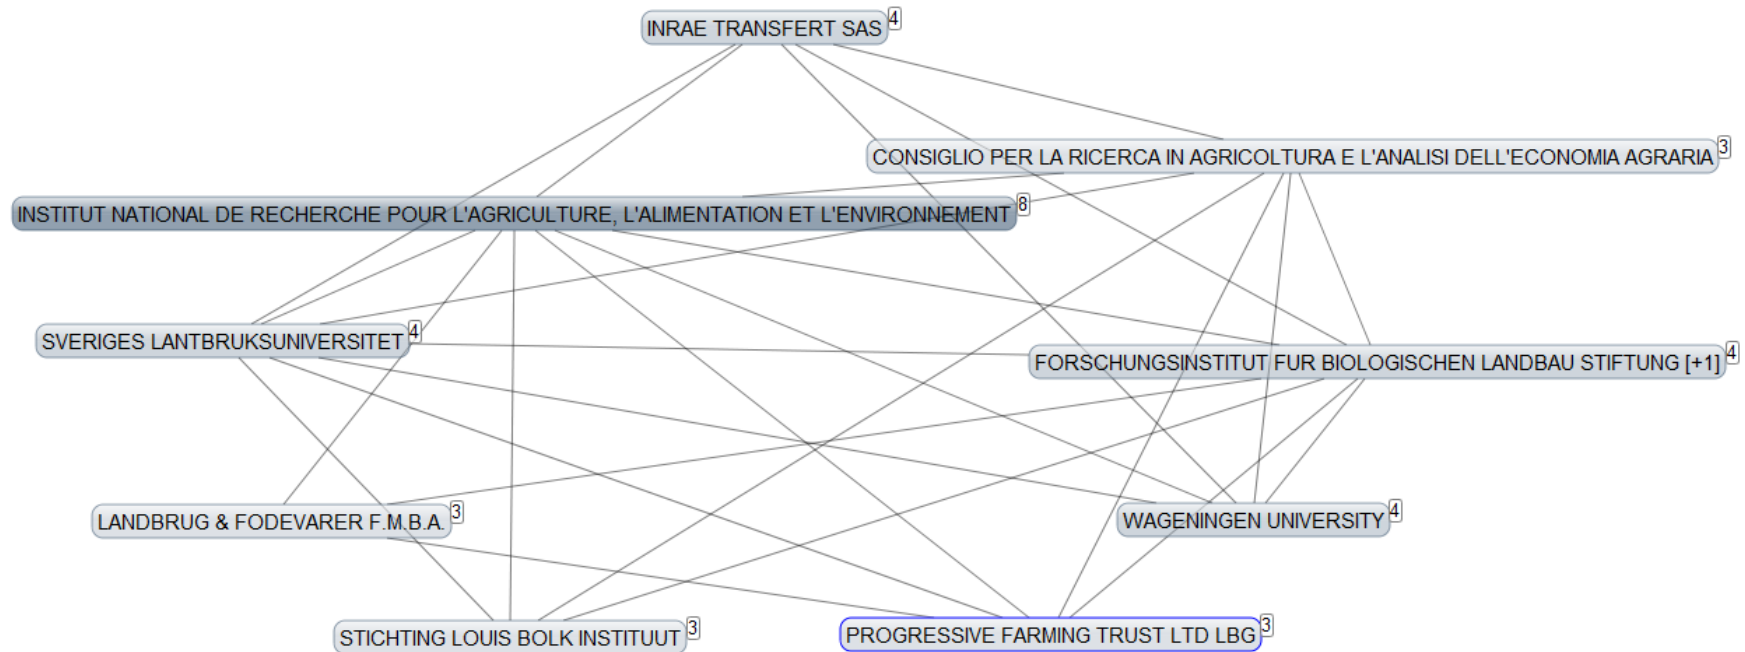 INRAE TRANSFERT SAS 4
CONSIGLIO PER LA RICERCA IN AGRICOLTURA E L'ANALISI DELL'ECONOMIA AGRARIA 3
INSTITUT NATIONAL DE RECHERCHE POUR L'AGRICULTURE, L'ALIMENTATION ET L'ENVIRONNEMENT 8
SVERIGES LANTBRUKSUNIVERSITET 4
FORSCHUNGSINSTITUT FUR BIOLOGISCHEN LANDBAU STIFTUNG [+1] 4
LANDBRUG & FODEVARER F.M.B.A. 3
WAGENINGEN UNIVERSITY 4
STICHTING LOUIS BOLK INSTITUUT 3
PROGRESSIVE FARMING TRUST LTD LBG 3